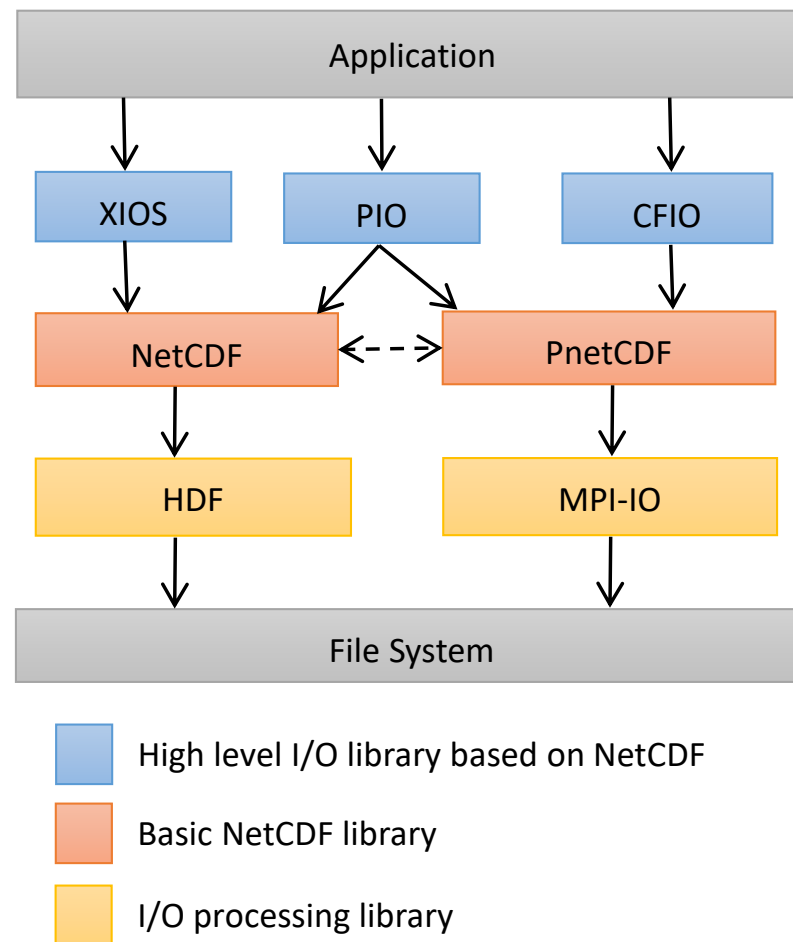 Application
XIOS
PIO
CFIO
NetCDF
PnetCDF
HDF
MPI-IO
File System
High level I/O library based on NetCDF
Basic NetCDF library
I/O processing library